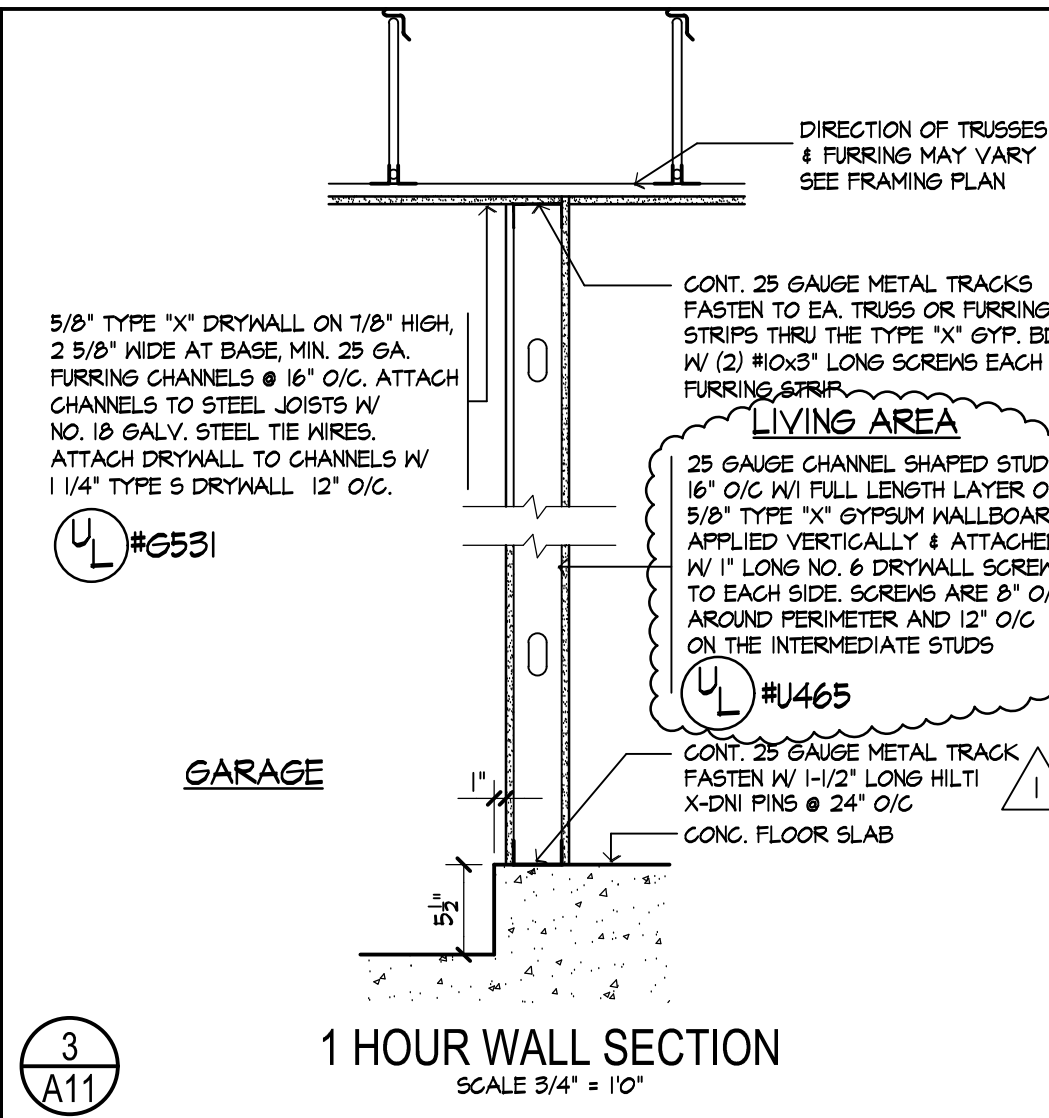 DIRECTION OF TRUSSES
& FURRING MAY VARY
SEE FRAMING PLAN
CONT. 25 GAUGE METAL TRACKS
FASTEN TO EA. TRUSS OR FURRING
STRIPS THRU THE TYPE "X" GYP. BD
W/ (2) #10x3" LONG SCREWS EACH
FURRING STRIP
5/8" TYPE "X" DRYWALL ON 7/8" HIGH,
2 5/8" WIDE AT BASE, MIN. 25 GA.
FURRING CHANNELS @ 16" O/C. ATTACH
CHANNELS TO STEEL JOISTS W/
NO. 18 GALV. STEEL TIE WIRES.
ATTACH DRYWALL TO CHANNELS W/
1 1/4" TYPE S DRYWALL 12" O/C.
UL #G531
LIVING AREA
25 GAUGE CHANNEL SHAPED STUD
16" O/C W/1 FULL LENGTH LAYER O
5/8" TYPE "X" GYPSUM WALLBOAR
APPLIED VERTICALLY & ATTACHE
W/ 1" LONG NO. 6 DRYWALL SCREW
TO EACH SIDE. SCREWS ARE 8" O/
AROUND PERIMETER AND 12" O/C
ON THE INTERMEDIATE STUDS
UL #U465
GARAGE
1"
CONT. 25 GAUGE METAL TRACK
FASTEN W/ 1-1/2" LONG HILTI
X-DNI PINS @ 24" O/C
1
CONC. FLOOR SLAB
5 1/2"
3
A11
1 HOUR WALL SECTION
SCALE 3/4" = 1'0"